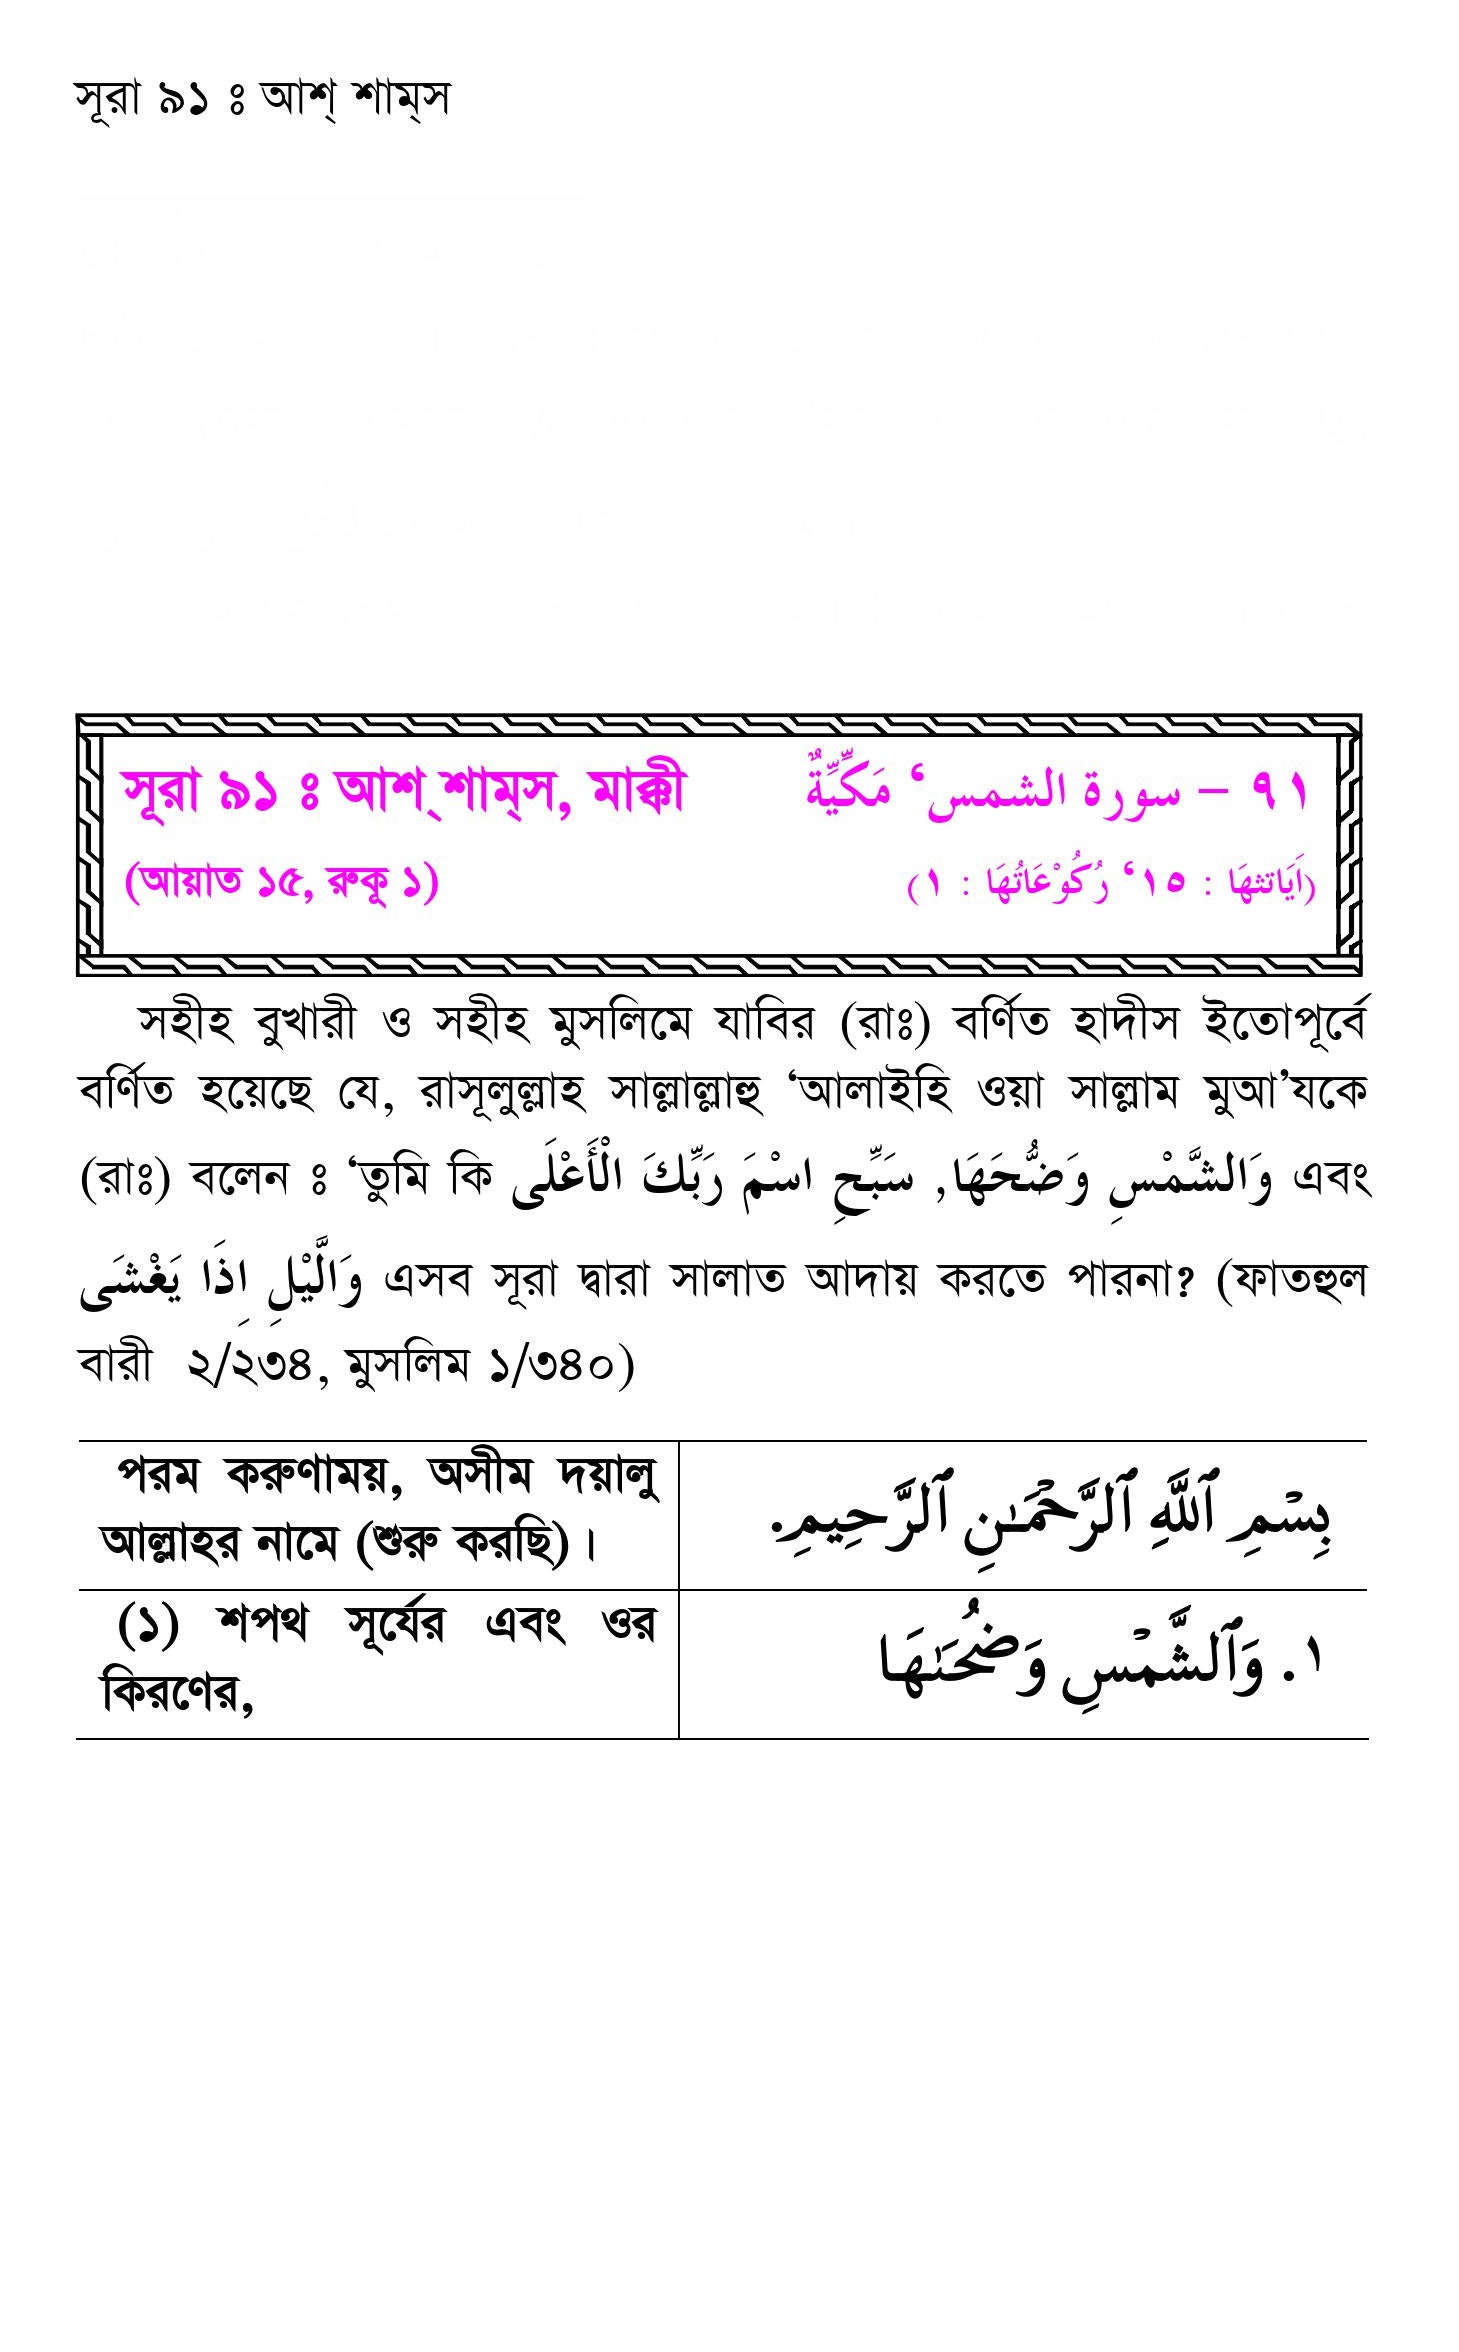 সূরা ৯১ ঃ আশ্ শাম্স
সূরা ৯১ ঃ আশ্ শাম্স, মাক্কী ٩١ – سورة الشمس‘ مَكِّيَّةٌ
(আয়াত ১৫, রুকূ ১) (اَيَاتثهَا : ١٥‘ رُكُوْعَاتُهَا : ١)
সহীহ বুখারী ও সহীহ মুসলিমে যাবির (রাঃ) বর্ণিত হাদীস ইতোপূর্বে
বর্ণিত হয়েছে যে, রাসূলুল্লাহ সাল্লাল্লাহু ‘আলাইহি ওয়া সাল্লাম মুআ’যকে
(রাঃ) বলেন ঃ ‘তুমি কি وَالشَّمْسِ وَضُّحَهَا, سَبِّحِ اسْمَ رَبِّكَ الْأَعْلَى এবং
وَالَّيْلِ اِذَا يَغْشَى এসব সূরা দ্বারা সালাত আদায় করতে পারনা? (ফাতহুল
বারী ২/২৩৪, মুসলিম ১/৩৪০)
পরম করুণাময়, অসীম দয়ালু
আল্লাহর নামে (শুরু করছি)।
بِسْمِ ٱللَّهِ ٱلرَّحْمَٰنِ ٱلرَّحِيمِ.
(১) শপথ সূর্যের এবং ওর
কিরণের,
١. وَٱلشَّمْسِ وَضُحَىٰهَا